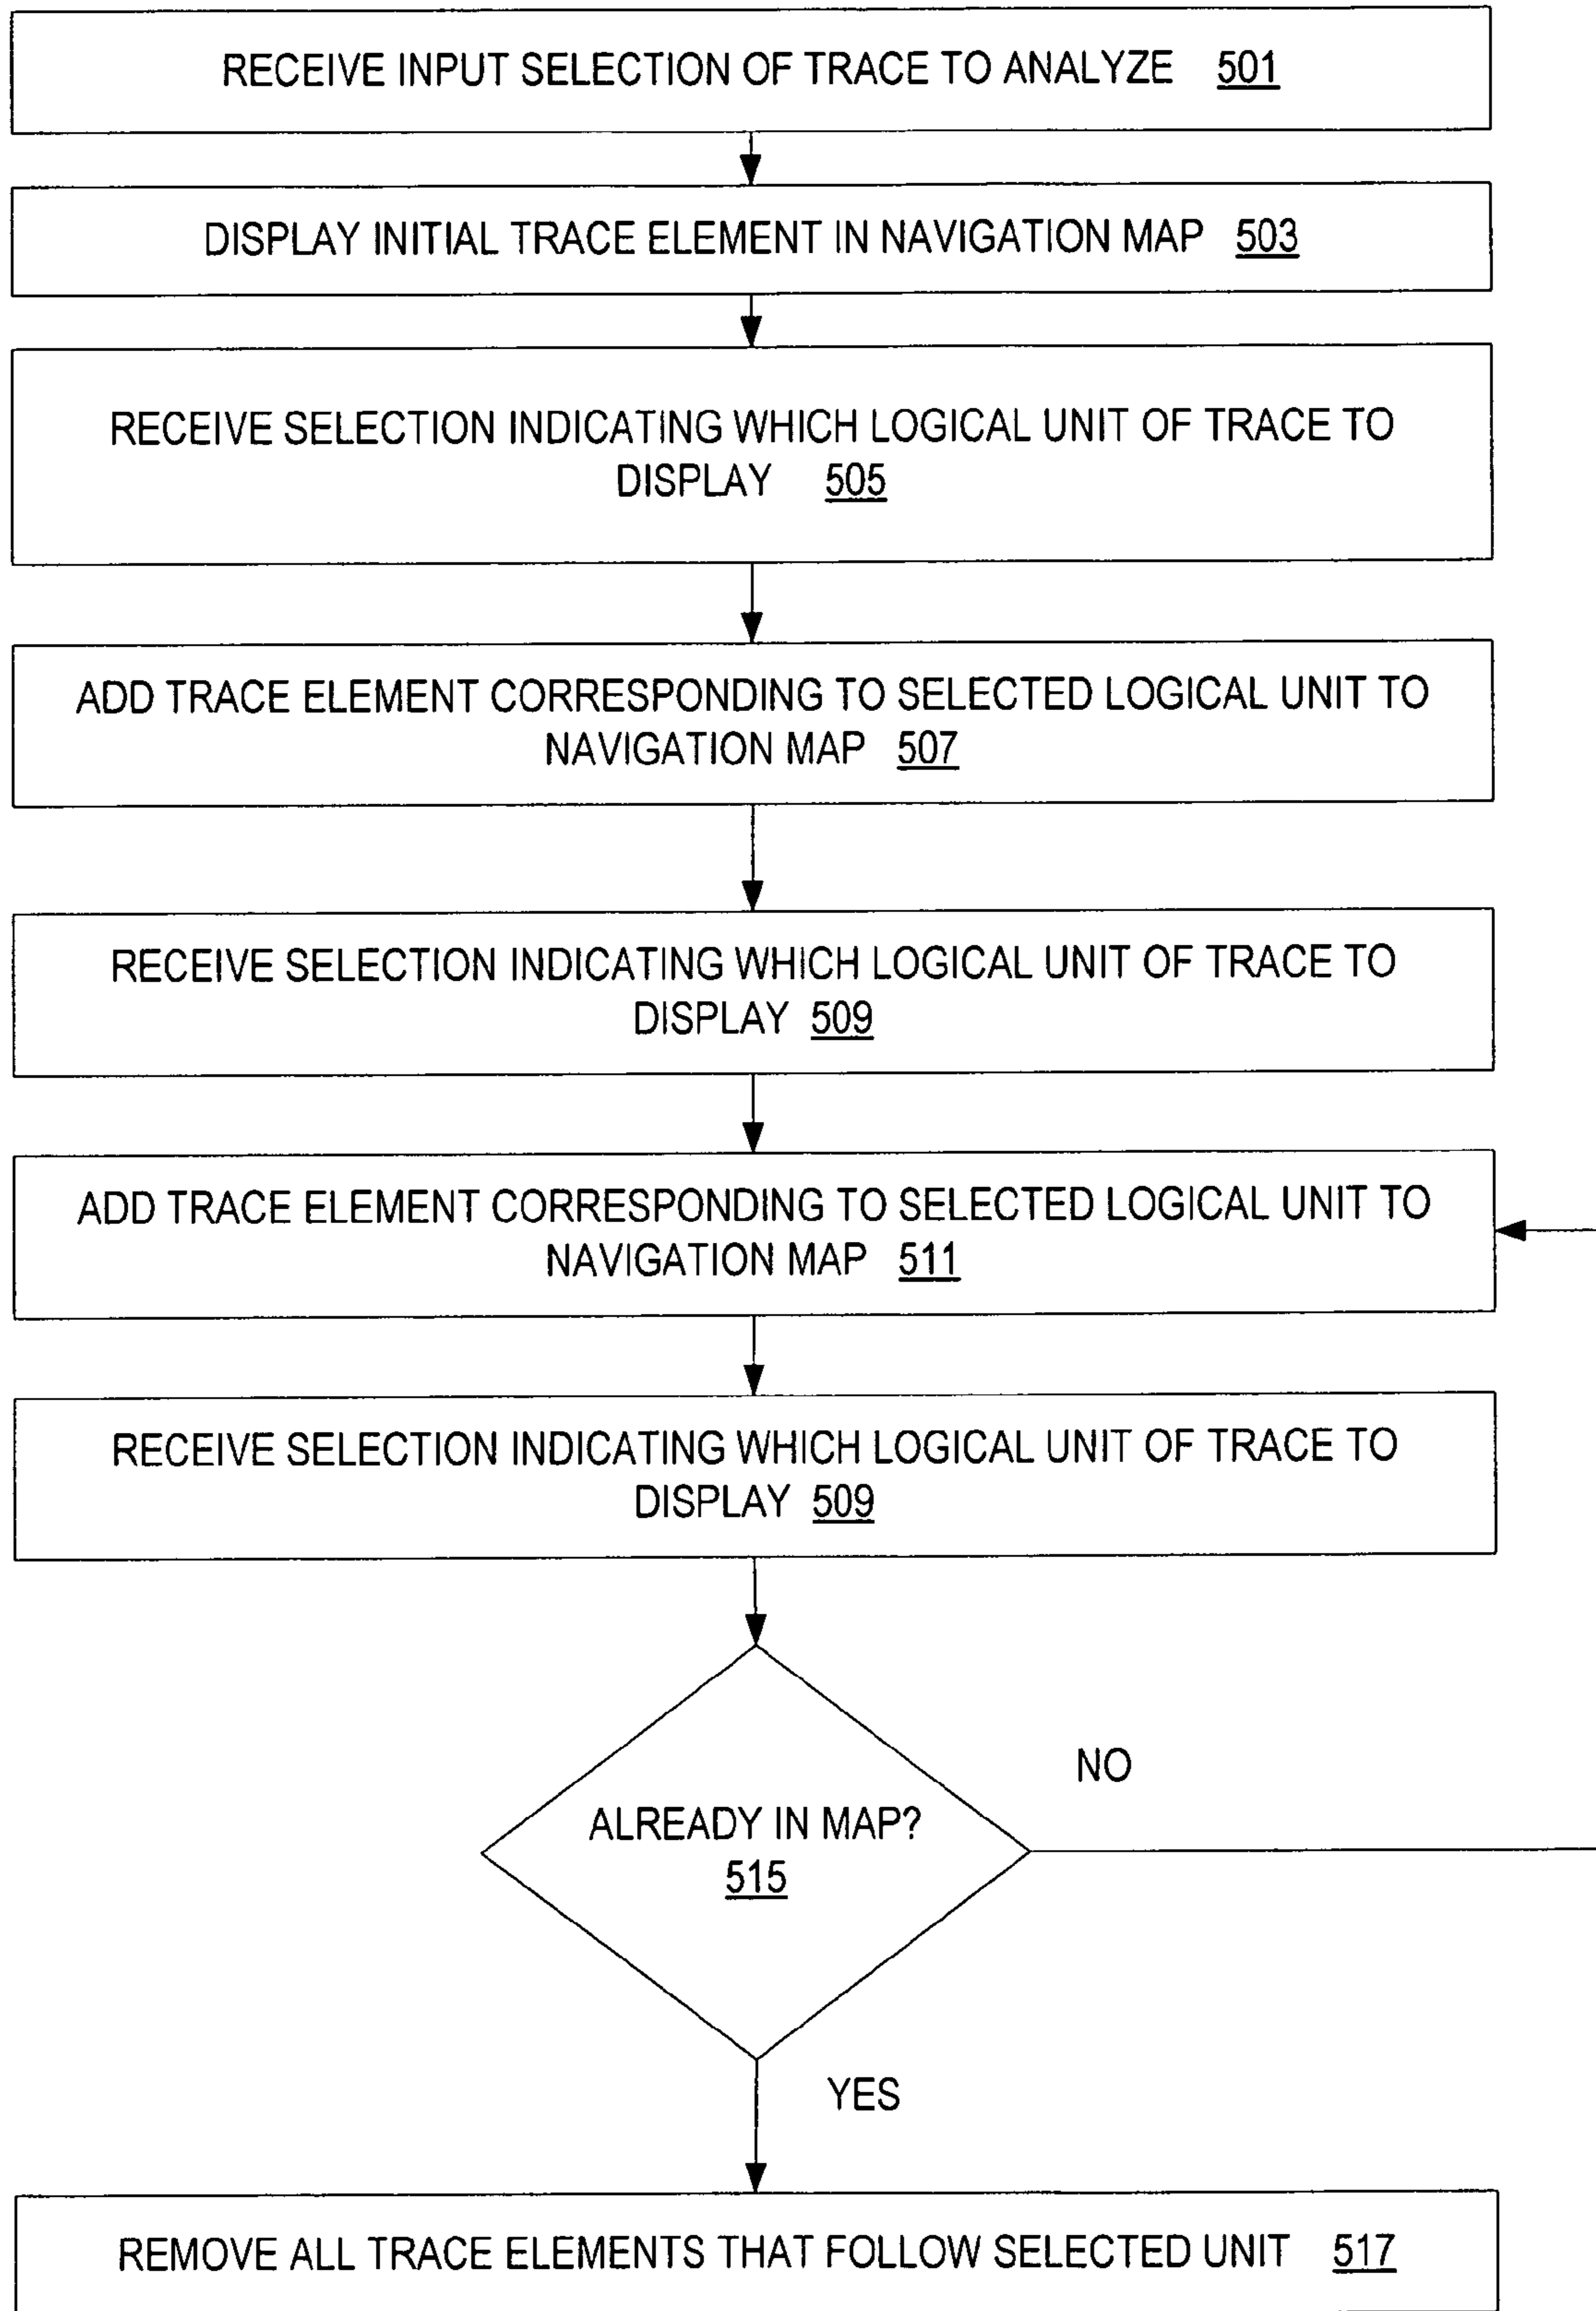 RECEIVE INPUT SELECTION OF TRACE TO ANALYZE 501
DISPLAY INITIAL TRACE ELEMENT IN NAVIGATION MAP 503
RECEIVE SELECTION INDICATING WHICH LOGICAL UNIT OF TRACE TO
DISPLAY 505
ADD TRACE ELEMENT CORRESPONDING TO SELECTED LOGICAL UNIT TO
NAVIGATION MAP 507
RECEIVE SELECTION INDICATING WHICH LOGICAL UNIT OF TRACE TO
DISPLAY 509
ADD TRACE ELEMENT CORRESPONDING TO SELECTED LOGICAL UNIT TO
NAVIGATION MAP 511
RECEIVE SELECTION INDICATING WHICH LOGICAL UNIT OF TRACE TO
DISPLAY 509
NO
ALREADY IN MAP?
515
YES
REMOVE ALL TRACE ELEMENTS THAT FOLLOW SELECTED UNIT 517